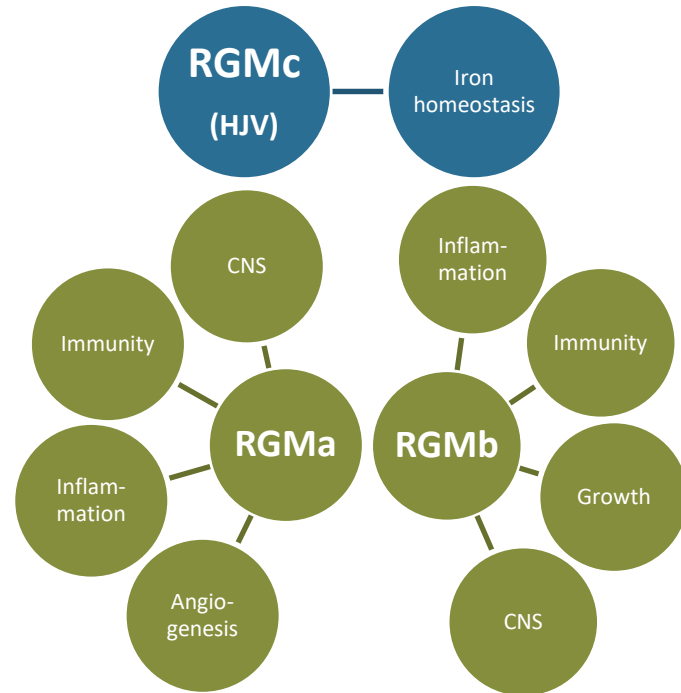 RGMc
(HJV)
Iron
homeostasis
CNS
Immunity
Inflam-
mation
Angio-
genesis
RGMa
Inflam-
mation
Immunity
Growth
CNS
RGMb